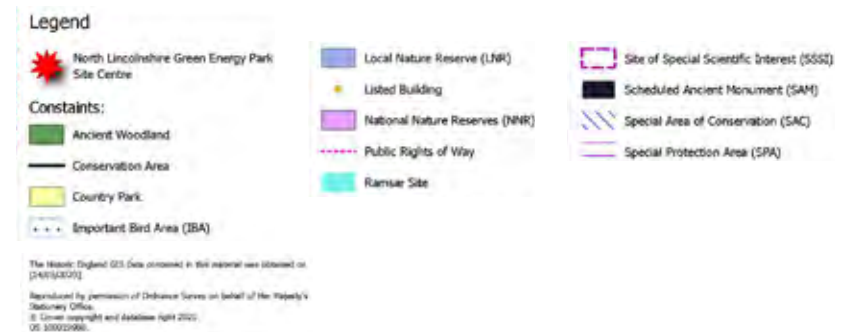 Legend
North Lincolnshire Green Energy Park
Site Centre
Constaints:
Ancient Woodland
Conservation Area
Country Park
Important Bird Area (IBA)
Local Nature Reserve (LNR)
Listed Building
National Nature Reserves (NNR)
Public Rights of Way
Ramsar Site
Site of Special Scientific Interest (SSSI)
Scheduled Ancient Monument (SAM)
Special Area of Conservation (SAC)
Special Protection Area (SPA)
The Historic England GIS Data contained in this material was obtained on
Reproduced by permission of Ordnance Survey on behalf of Her Majesty's
Stationery Office.
© Crown copyright and database right